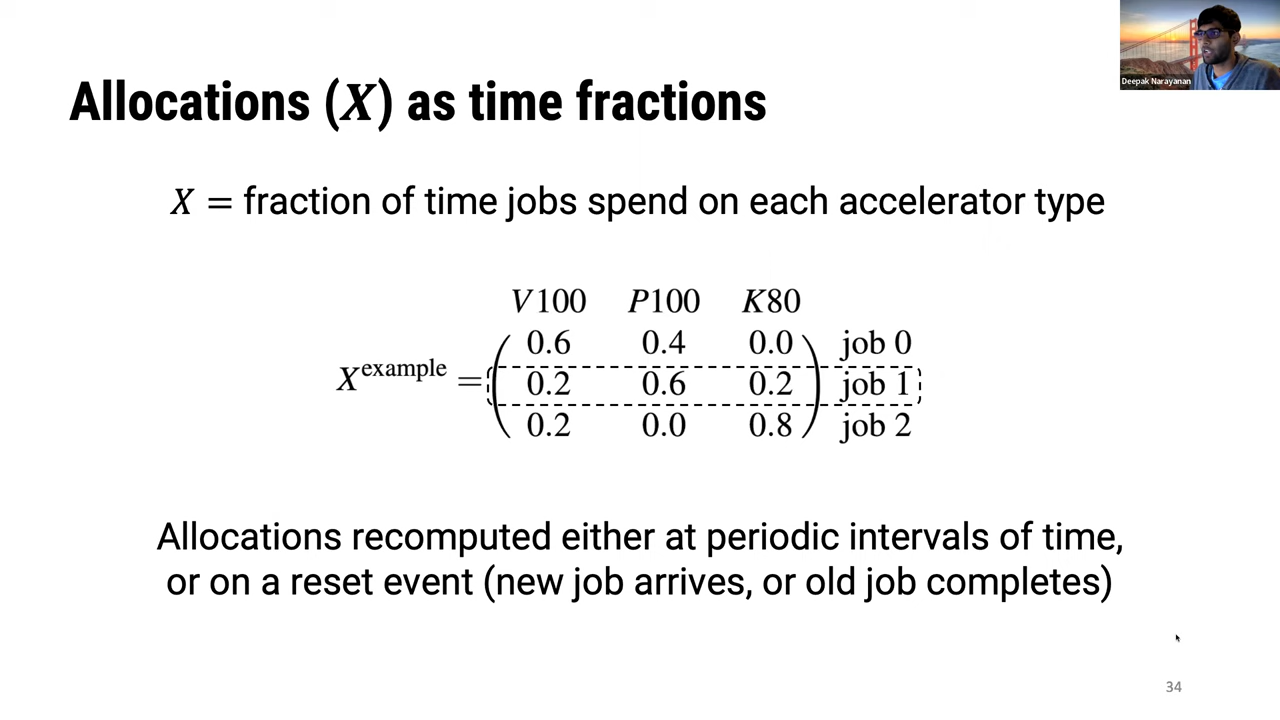 Deepak Narayanan
Allocations (X) as time fractions
X = fraction of time jobs spend on each accelerator type
V100 P100 K80
0.6 0.4 0.0 job 0
X^example = 0.2 0.6 0.2 job 1
0.2 0.0 0.8 job 2
Allocations recomputed either at periodic intervals of time,
or on a reset event (new job arrives, or old job completes)
34